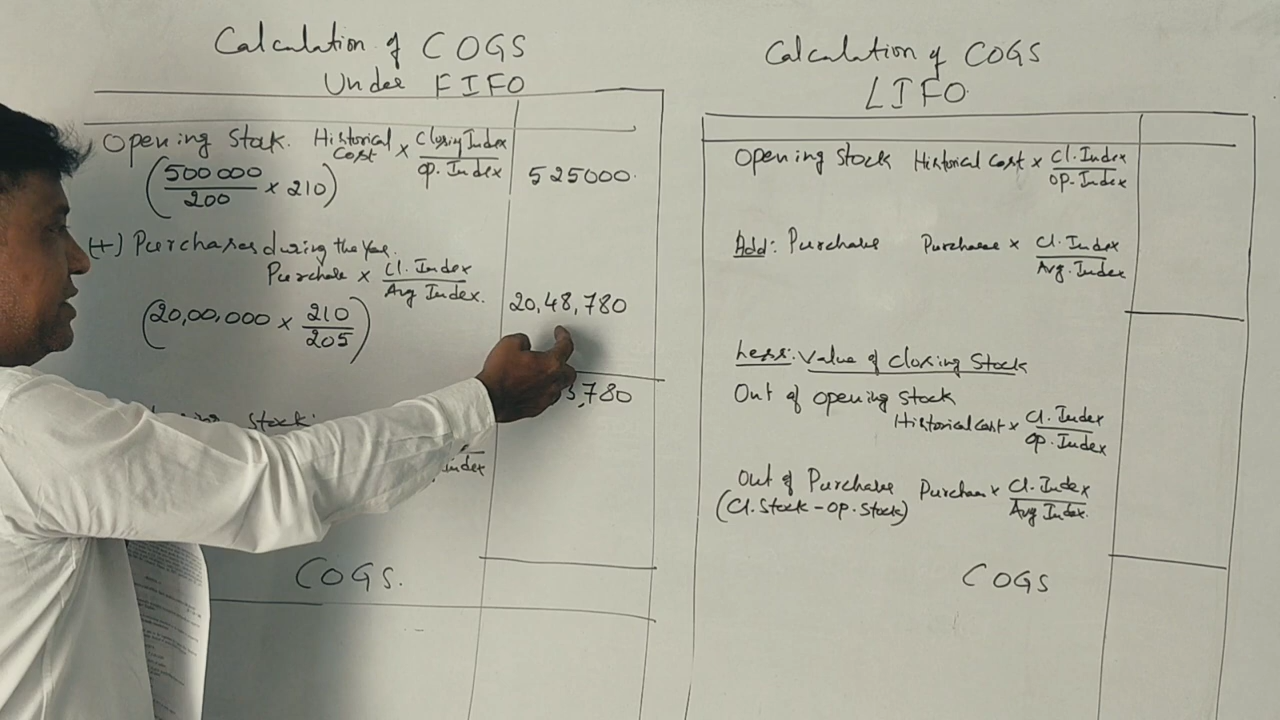 Calculation of COGS
Under FIFO
Opening Stock. Historical Cost × Closing Index / Op. Index
(500 000 / 200 × 210) 525000.
(+) Purchases during the Year.
Purchase × Cl. Index / Avg Index.
(20,00,000 × 210 / 205) 20,48,780
,780
Stock:
Index
COGS.
Calculation of COGS
LIFO
Opening Stock Historical Cost × Cl. Index / Op. Index
Add: Purchase Purchase × Cl. Index / Avg. Index
Less: Value of Closing Stock
Out of opening stock
Historical Cost × Cl. Index / Op. Index
Out of Purchase Purchase × Cl. Index / Avg Index.
(Cl. Stock - Op. Stock)
COGS